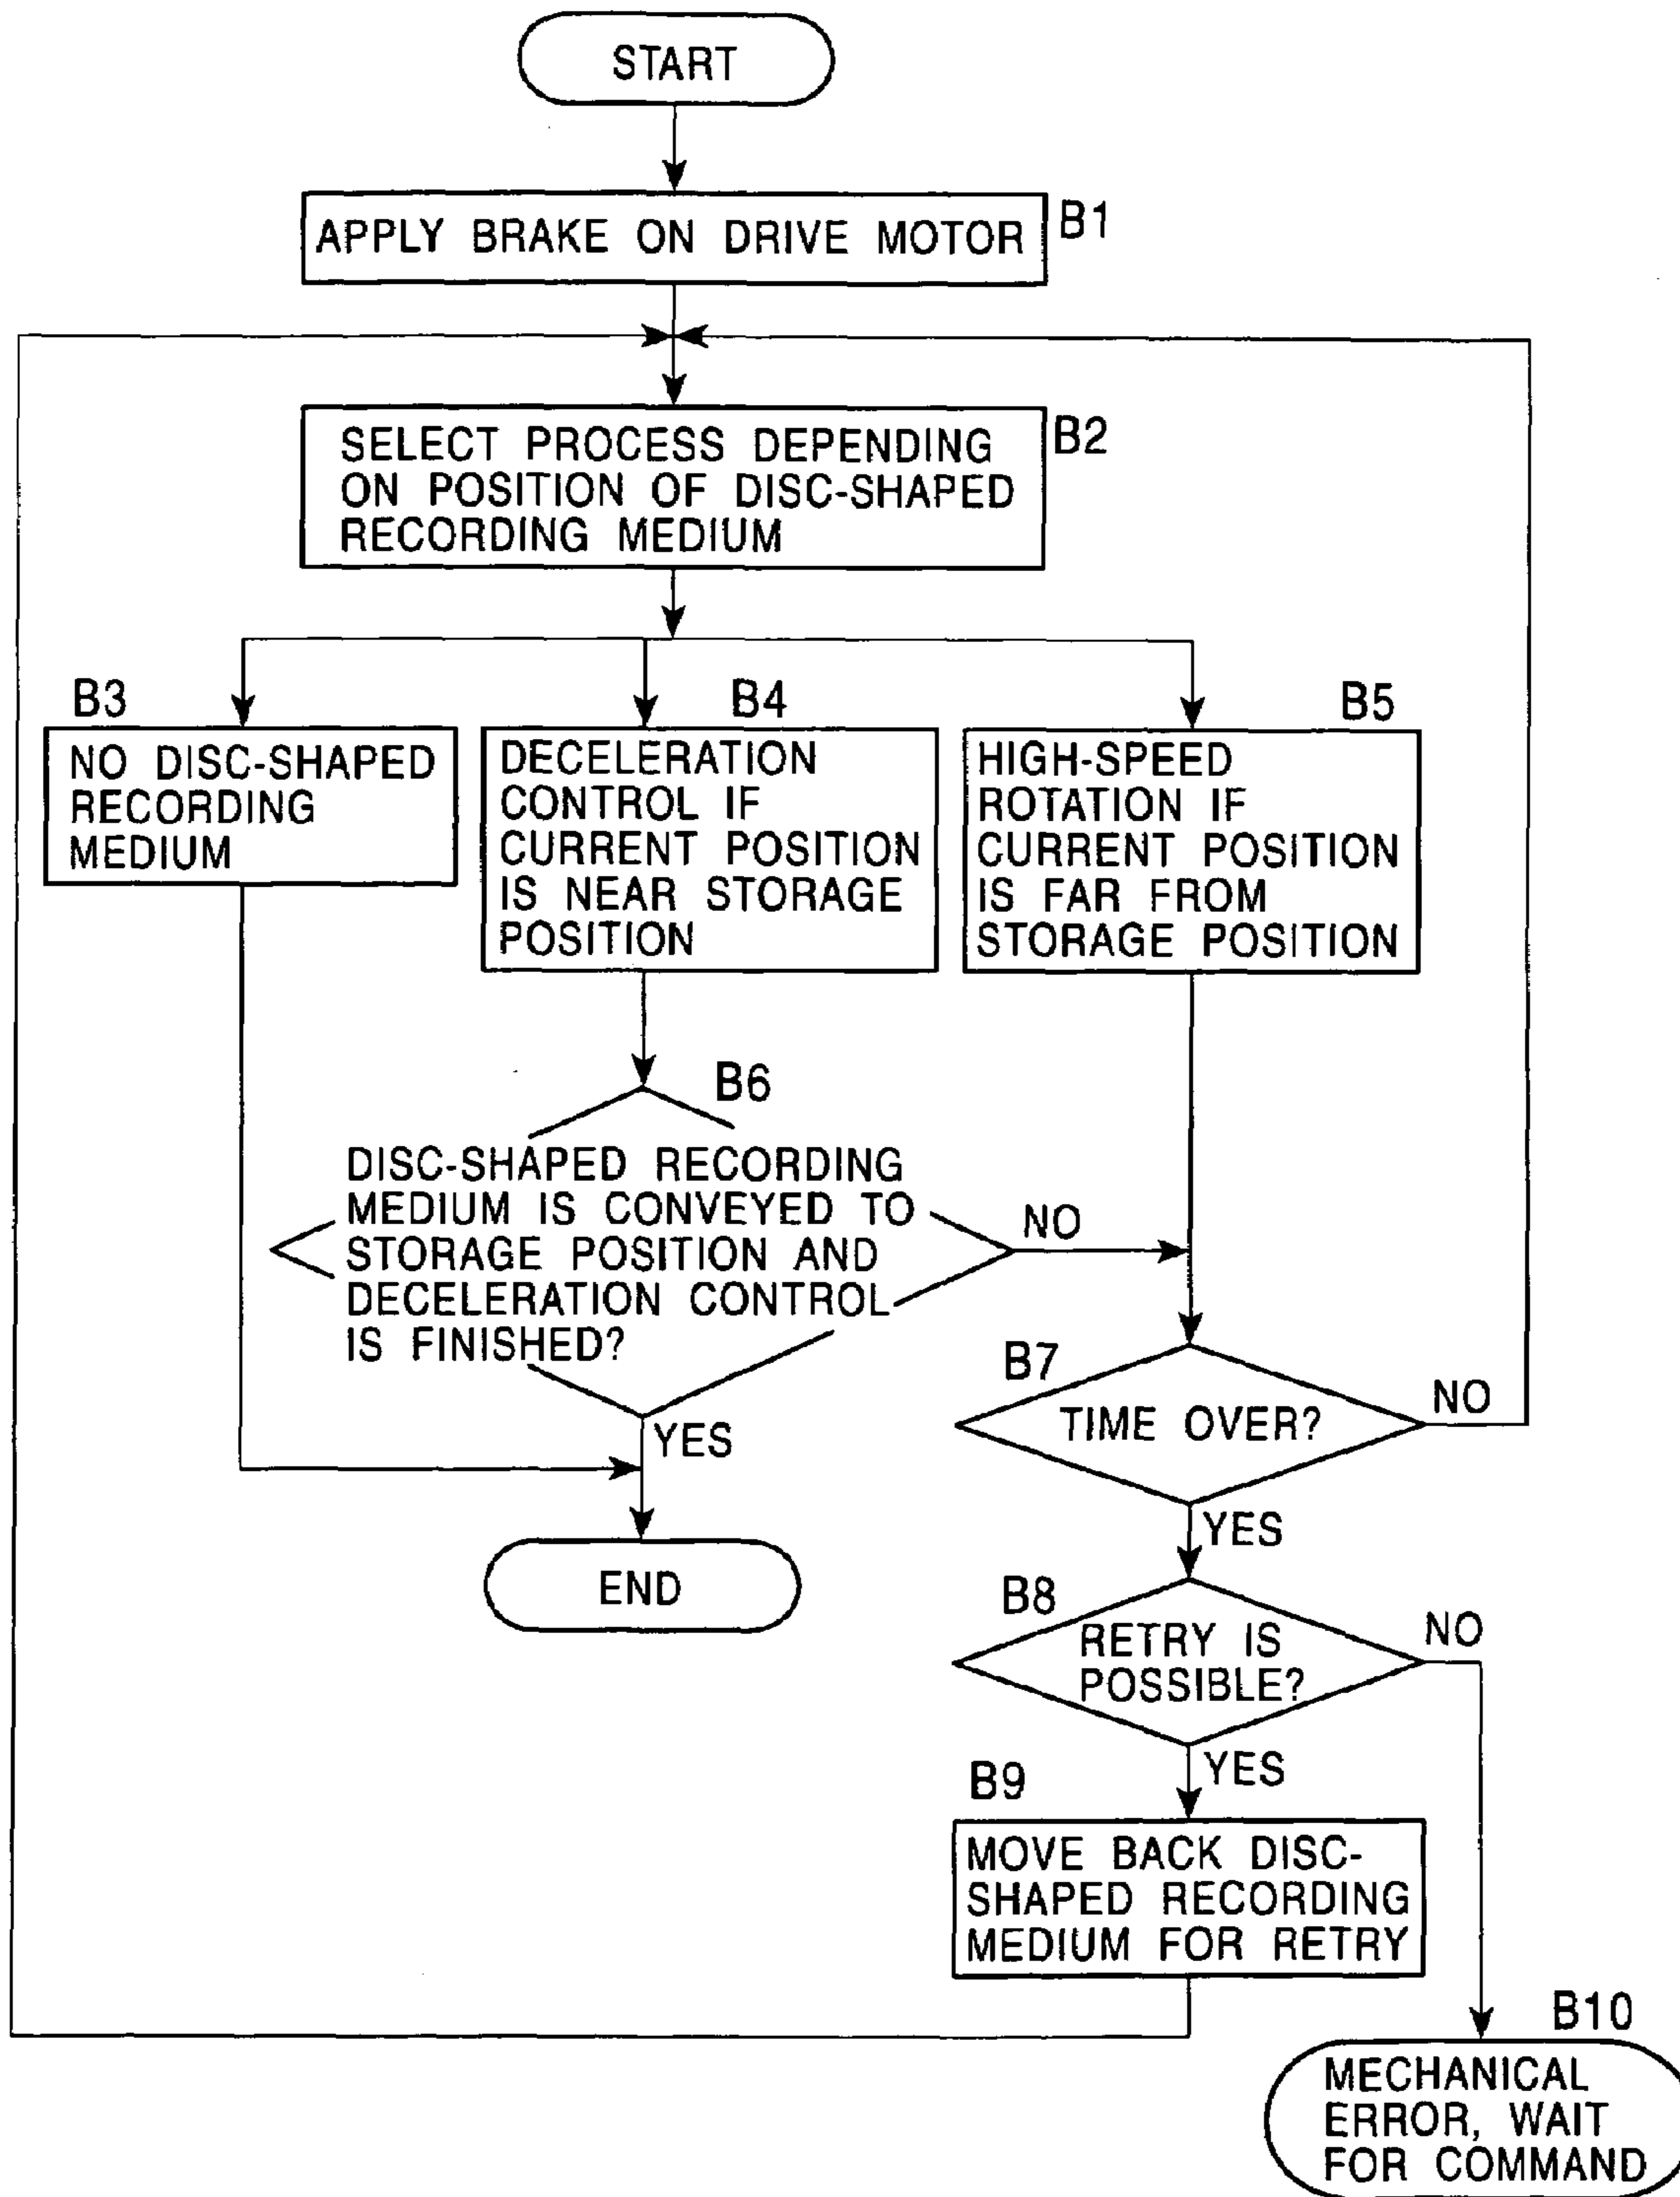 START
APPLY BRAKE ON DRIVE MOTOR
B1
SELECT PROCESS DEPENDING
ON POSITION OF DISC-SHAPED
RECORDING MEDIUM
B2
B3
NO DISC-SHAPED
RECORDING
MEDIUM
B4
DECELERATION
CONTROL IF
CURRENT POSITION
IS NEAR STORAGE
POSITION
B5
HIGH-SPEED
ROTATION IF
CURRENT POSITION
IS FAR FROM
STORAGE POSITION
B6
DISC-SHAPED RECORDING
MEDIUM IS CONVEYED TO
STORAGE POSITION AND
DECELERATION CONTROL
IS FINISHED?
NO
YES
END
B7
TIME OVER?
NO
YES
B8
RETRY IS
POSSIBLE?
NO
YES
B9
MOVE BACK DISC-
SHAPED RECORDING
MEDIUM FOR RETRY
B10
MECHANICAL
ERROR, WAIT
FOR COMMAND